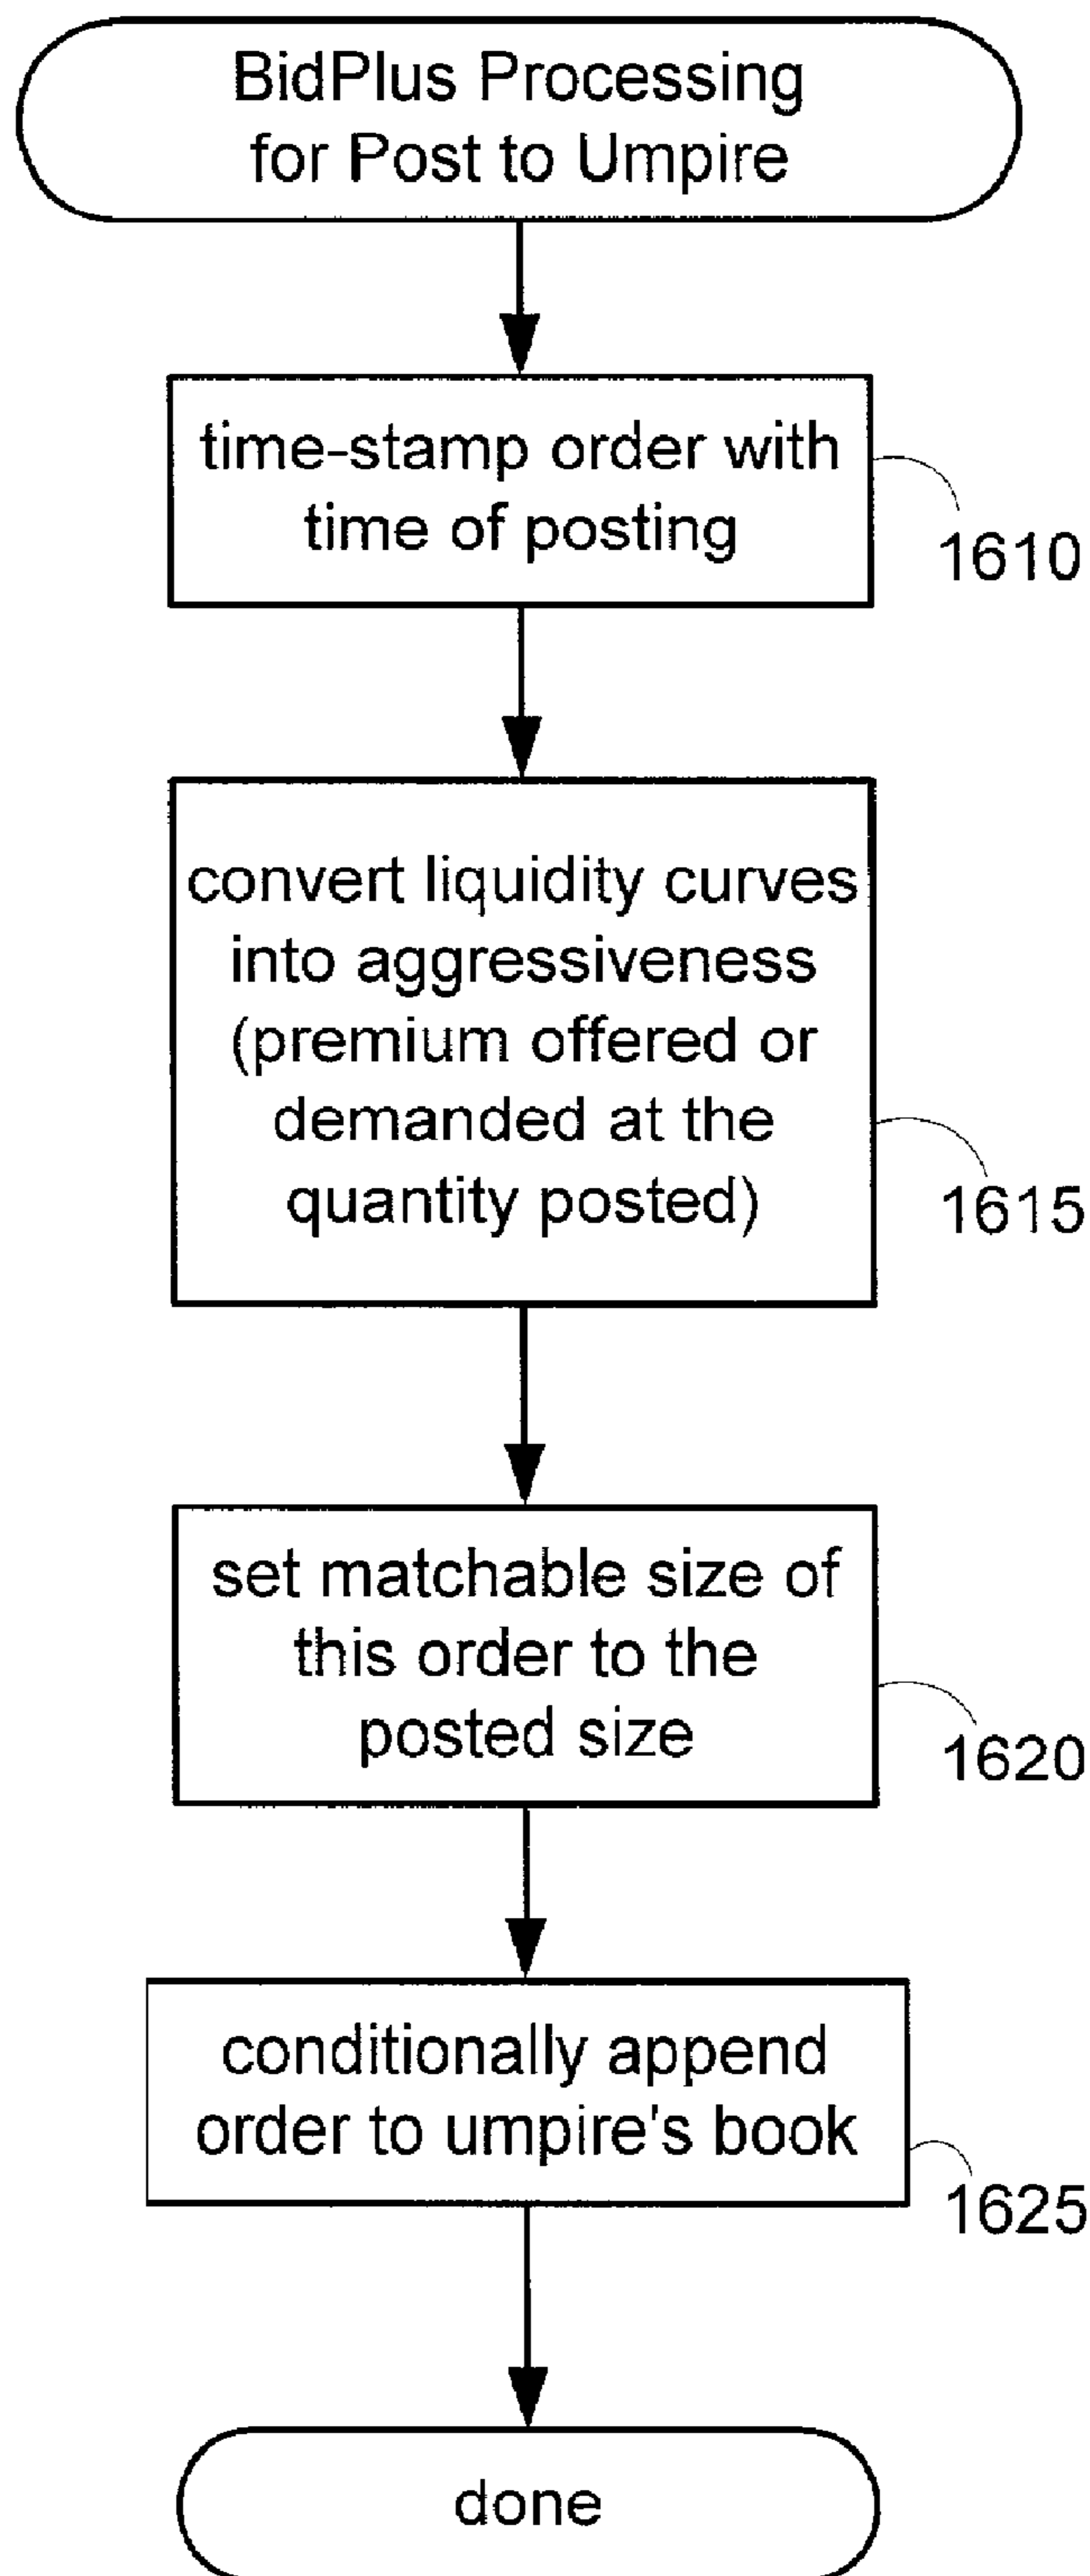 BidPlus Processing
for Post to Umpire
time-stamp order with
time of posting
1610
convert liquidity curves
into aggressiveness
(premium offered or
demanded at the
quantity posted)
1615
set matchable size of
this order to the
posted size
1620
conditionally append
order to umpire's book
1625
done